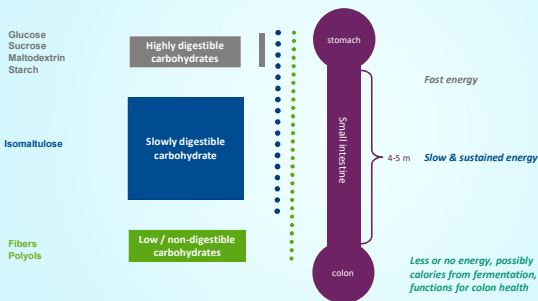 Glucose
Sucrose
Maltodextrin
Starch
Highly digestible
carbohydrates
stomach
Fast energy
Isomaltulose
Slowly digestible
carbohydrate
Small intestine
4-5 m
Slow & sustained energy
Fibers
Polyols
Low / non-digestible
carbohydrates
colon
Less or no energy, possibly
calories from fermentation,
functions for colon health